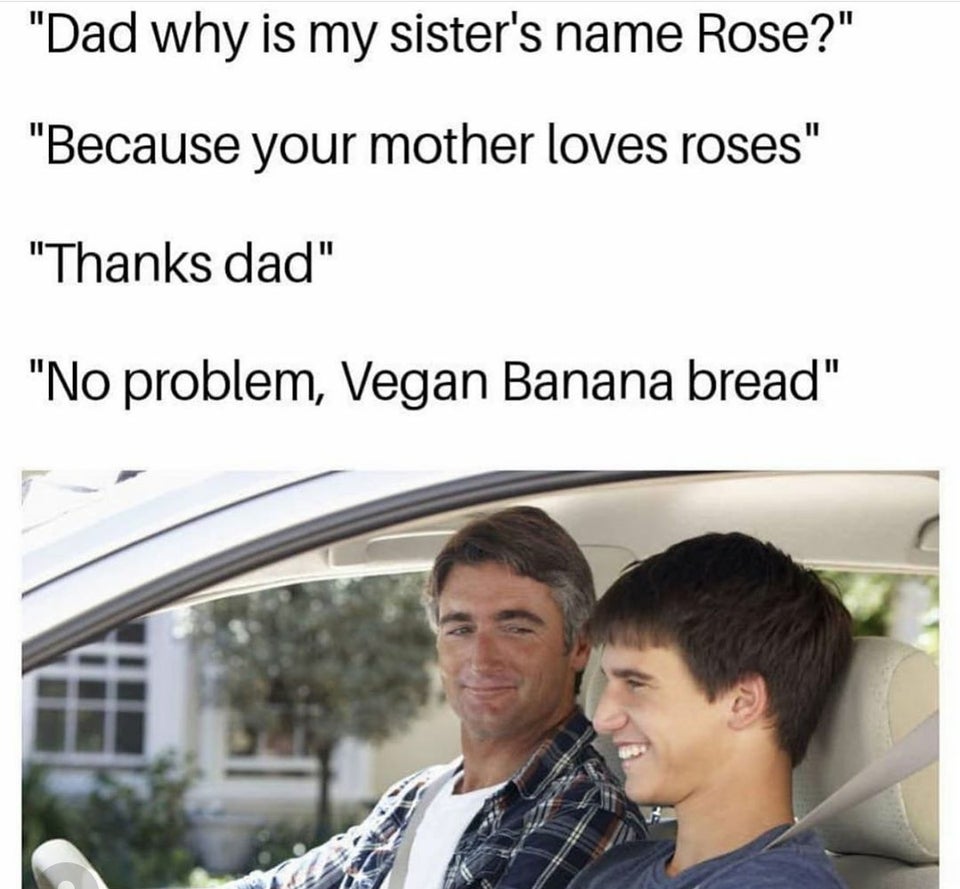 "Dad why is my sister's name Rose?"
"Because your mother loves roses"
"Thanks dad"
"No problem, Vegan Banana bread"